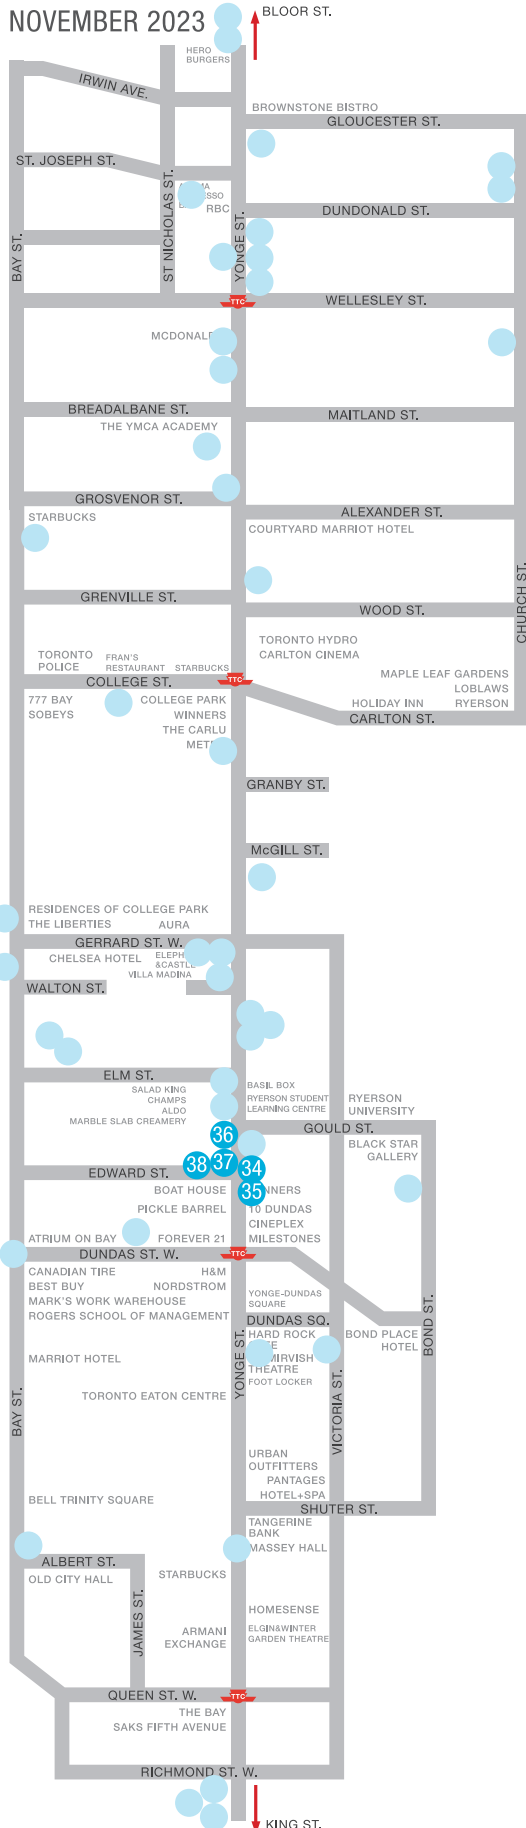 NOVEMBER 2023
BLOOR ST.
HERO
BURGERS
IRWIN AVE.
BROWNSTONE BISTRO
GLOUCESTER ST.
ST. JOSEPH ST.
ST NICHOLAS ST.
RBC
DUNDONALD ST.
BAY ST.
YONGE ST.
TTC
WELLESLEY ST.
BREADALBANE ST.
MAITLAND ST.
THE YMCA ACADEMY
GROSVENOR ST.
ALEXANDER ST.
STARBUCKS
COURTYARD MARRIOT HOTEL
GRENVILLE ST.
WOOD ST.
CHURCH ST.
TORONTO HYDRO
CARLTON CINEMA
TORONTO
POLICE
FRAN'S
RESTAURANT
STARBUCKS
COLLEGE ST.
TTC
MAPLE LEAF GARDENS
LOBLAWS
HOLIDAY INN
RYERSON
CARLTON ST.
777 BAY
SOBEYS
COLLEGE PARK
WINNERS
THE CARLU
GRANBY ST.
McGILL ST.
RESIDENCES OF COLLEGE PARK
THE LIBERTIES
AURA
GERRARD ST. W.
CHELSEA HOTEL
&CASTLE
VILLA MADINA
WALTON ST.
ELM ST.
SALAD KING
CHAMPS
ALDO
MARBLE SLAB CREAMERY
BASIL BOX
RYERSON STUDENT
LEARNING CENTRE
RYERSON
UNIVERSITY
36
GOULD ST.
BLACK STAR
GALLERY
38
37
34
EDWARD ST.
35
BOAT HOUSE
PICKLE BARREL
10 DUNDAS
CINEPLEX
MILESTONES
ATRIUM ON BAY
FOREVER 21
DUNDAS ST. W.
TTC
CANADIAN TIRE
BEST BUY
MARK'S WORK WAREHOUSE
ROGERS SCHOOL OF MANAGEMENT
H&M
NORDSTROM
YONGE-DUNDAS
SQUARE
DUNDAS SQ.
BOND ST.
HARD ROCK
MIRVISH
THEATRE
FOOT LOCKER
BOND PLACE
HOTEL
YONGE ST.
MARRIOT HOTEL
TORONTO EATON CENTRE
BAY ST.
VICTORIA ST.
URBAN
OUTFITTERS
PANTAGES
HOTEL+SPA
BELL TRINITY SQUARE
SHUTER ST.
TANGERINE
BANK
MASSEY HALL
ALBERT ST.
OLD CITY HALL
STARBUCKS
JAMES ST.
HOMESENSE
ARMANI
EXCHANGE
ELGIN&WINTER
GARDEN THEATRE
QUEEN ST. W.
TTC
THE BAY
SAKS FIFTH AVENUE
RICHMOND ST. W.
KING ST.